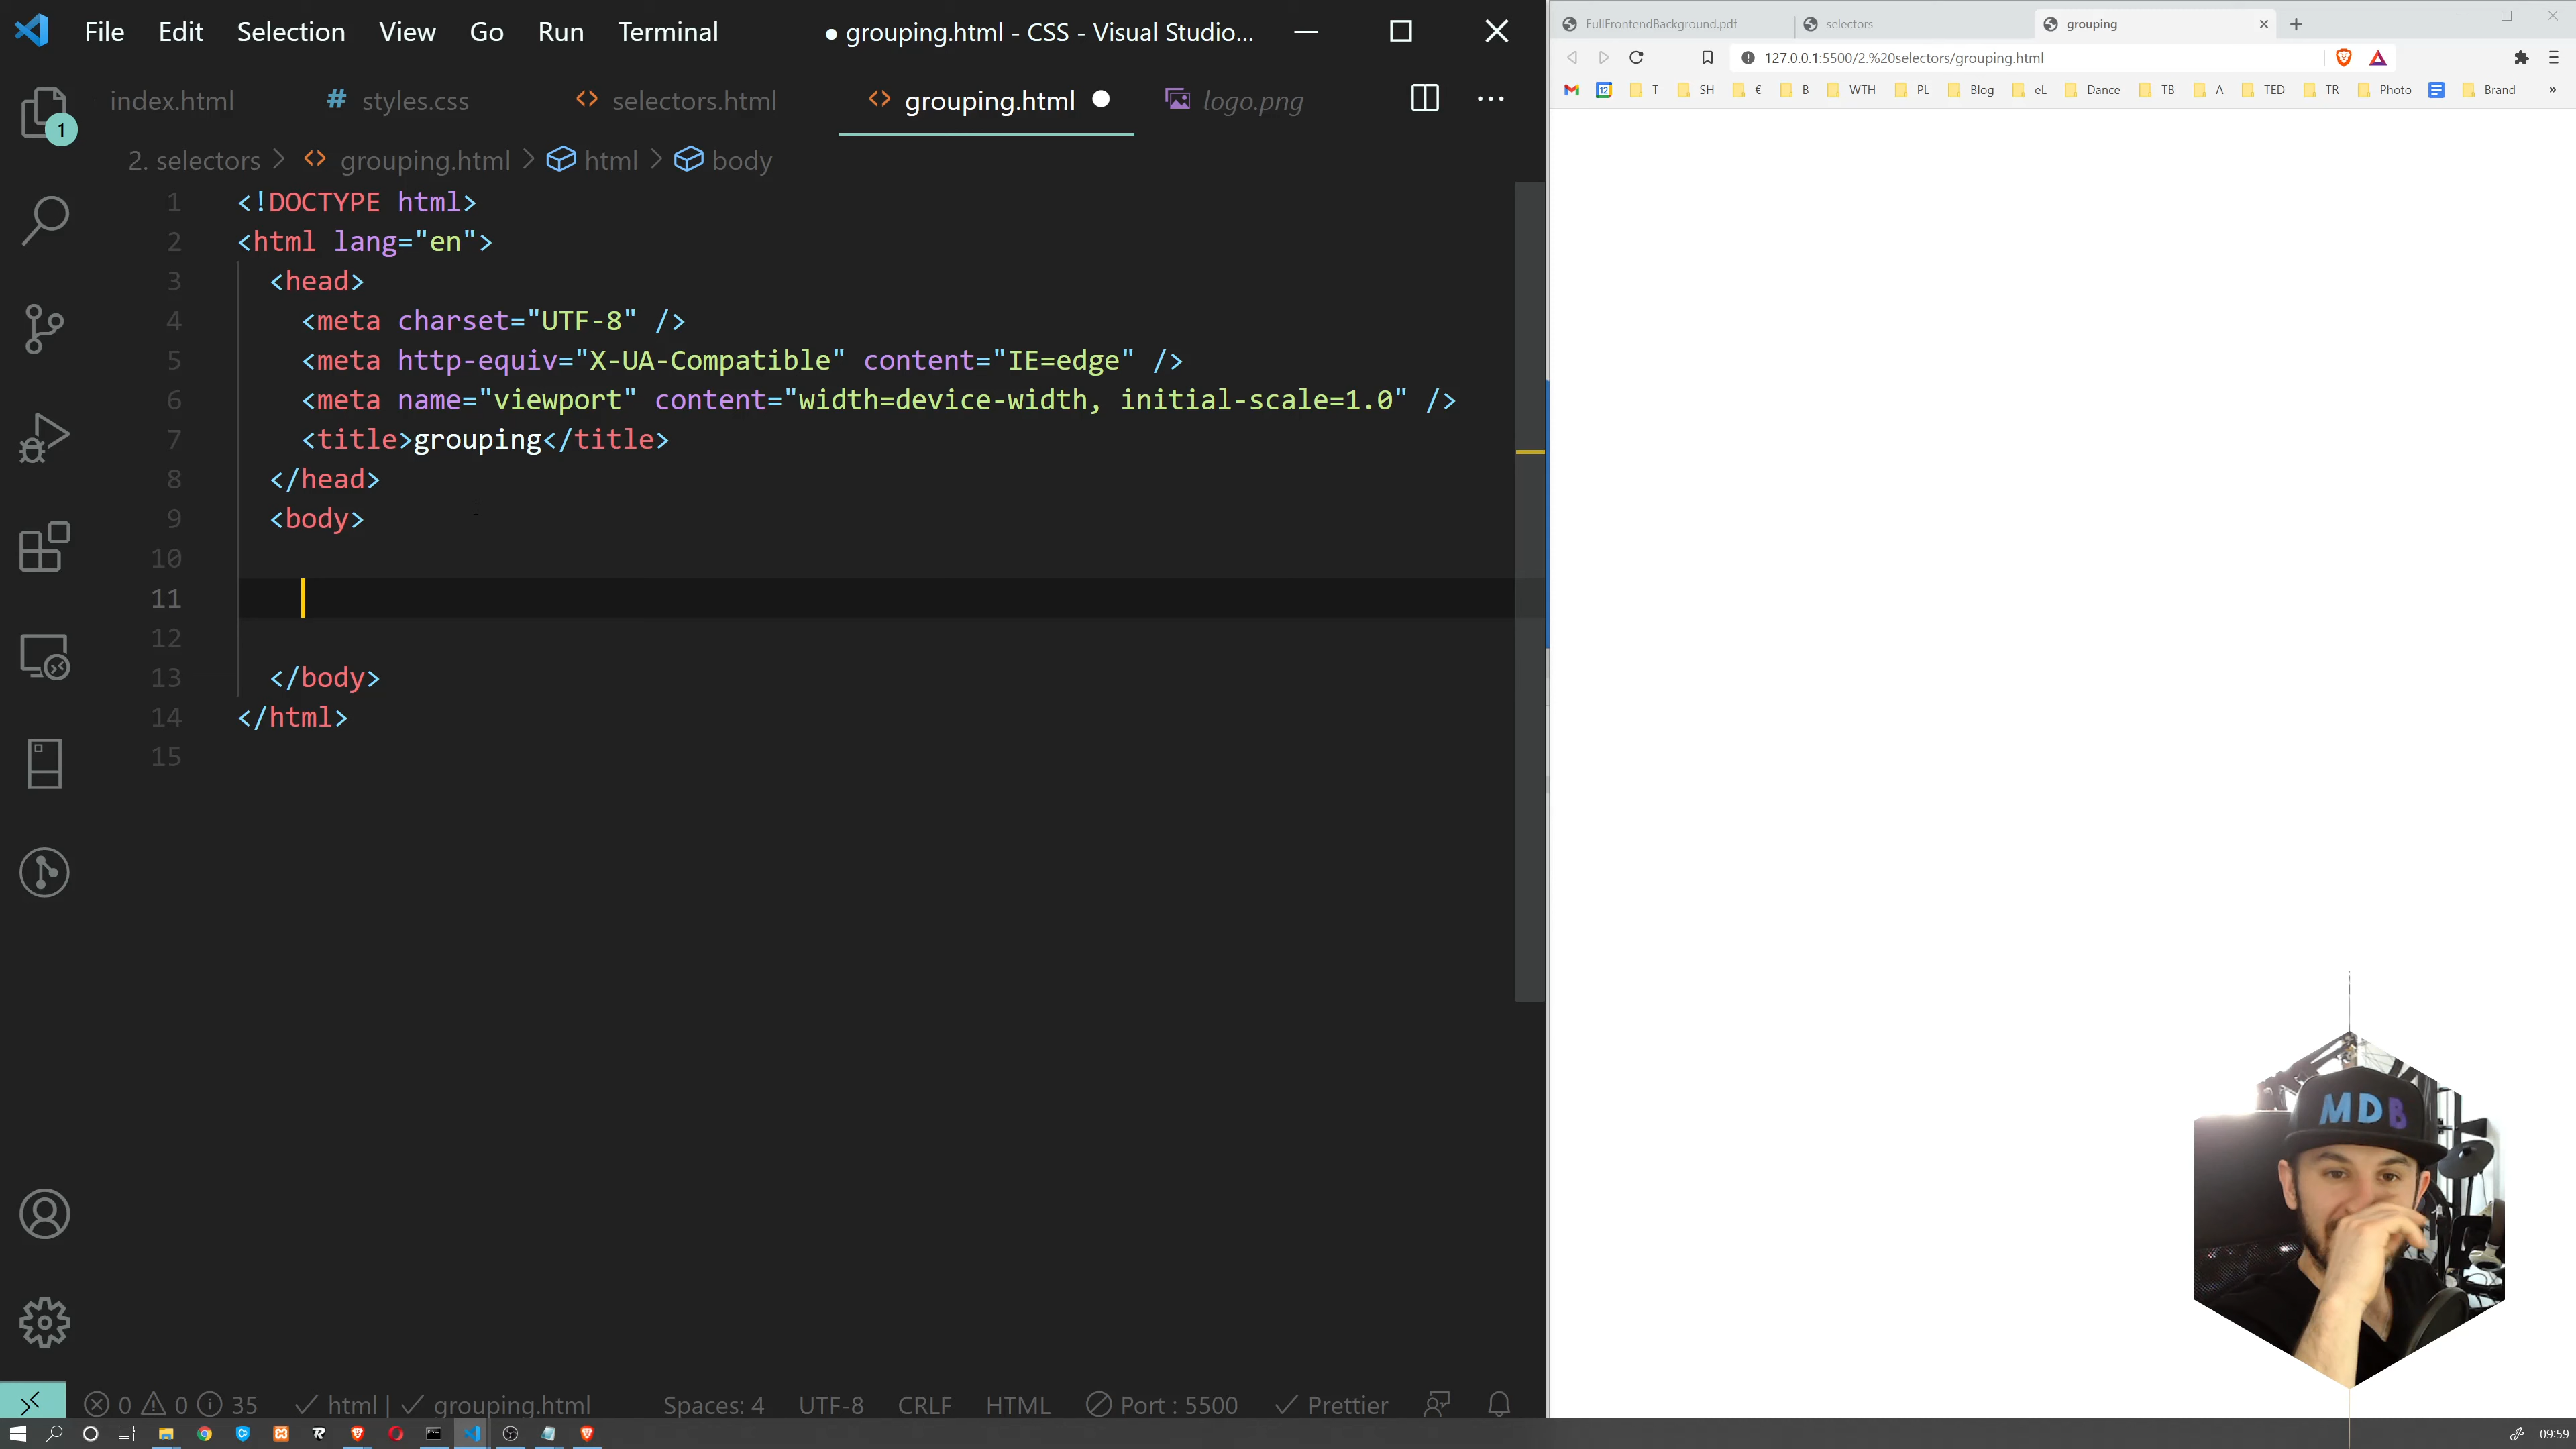 File Edit Selection View Go Run Terminal ● grouping.html - CSS - Visual Studio...
index.html # styles.css <> selectors.html <> grouping.html logo.png
2. selectors > <> grouping.html > html > body
1 <!DOCTYPE html>
2 <html lang="en">
3 <head>
4 <meta charset="UTF-8" />
5 <meta http-equiv="X-UA-Compatible" content="IE=edge" />
6 <meta name="viewport" content="width=device-width, initial-scale=1.0" />
7 <title>grouping</title>
8 </head>
9 <body>
10
11
12
13 </body>
14 </html>
15
1
0 0 35 html | grouping.html Spaces: 4 UTF-8 CRLF HTML Port : 5500 Prettier
FullFrontendBackground.pdf selectors grouping
127.0.0.1:5500/2.%20selectors/grouping.html
12 T SH € B WTH PL Blog eL Dance TB A TED TR Photo Brand »
MDB
09:59